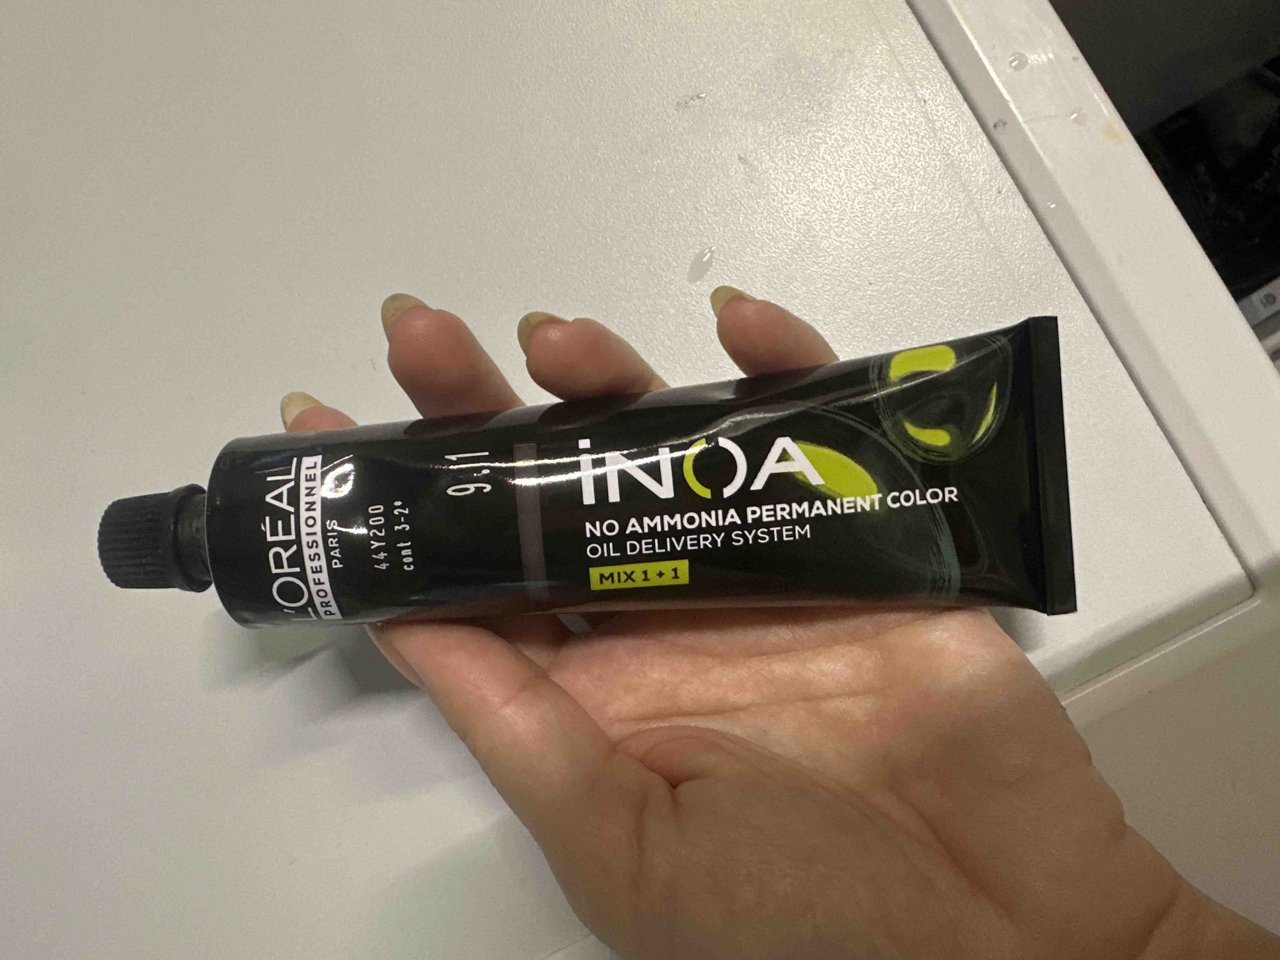 L'ORÉAL
PROFESSIONNEL
PARIS
44Y200
cont 3-2*
9.1
iNOA
NO AMMONIA PERMANENT COLOR
OIL DELIVERY SYSTEM
MIX 1 + 1